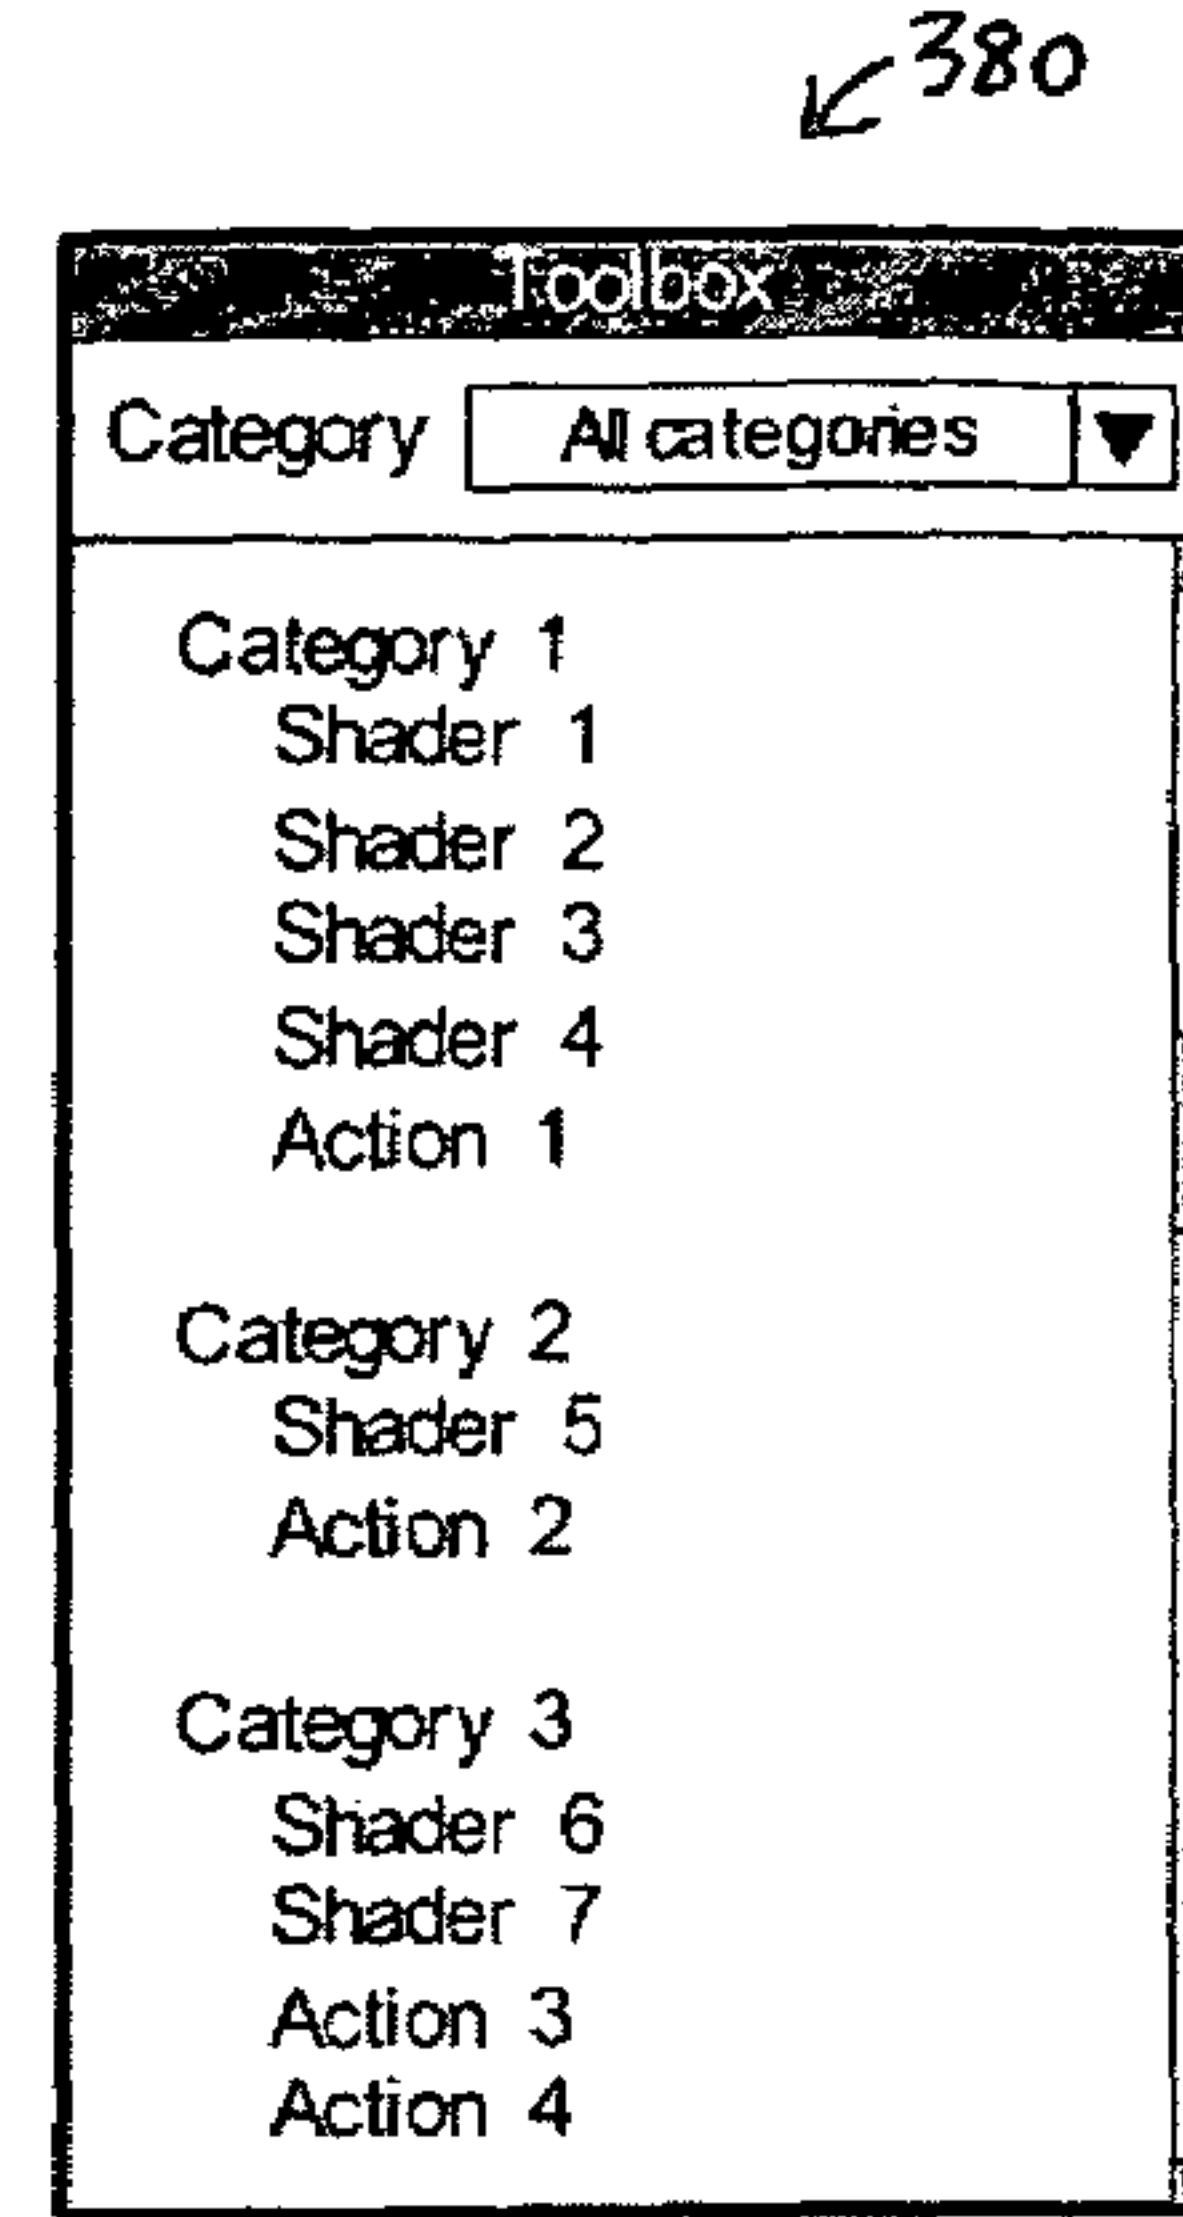 380
Toolbox
Category All categories
Category 1
Shader 1
Shader 2
Shader 3
Shader 4
Action 1
Category 2
Shader 5
Action 2
Category 3
Shader 6
Shader 7
Action 3
Action 4